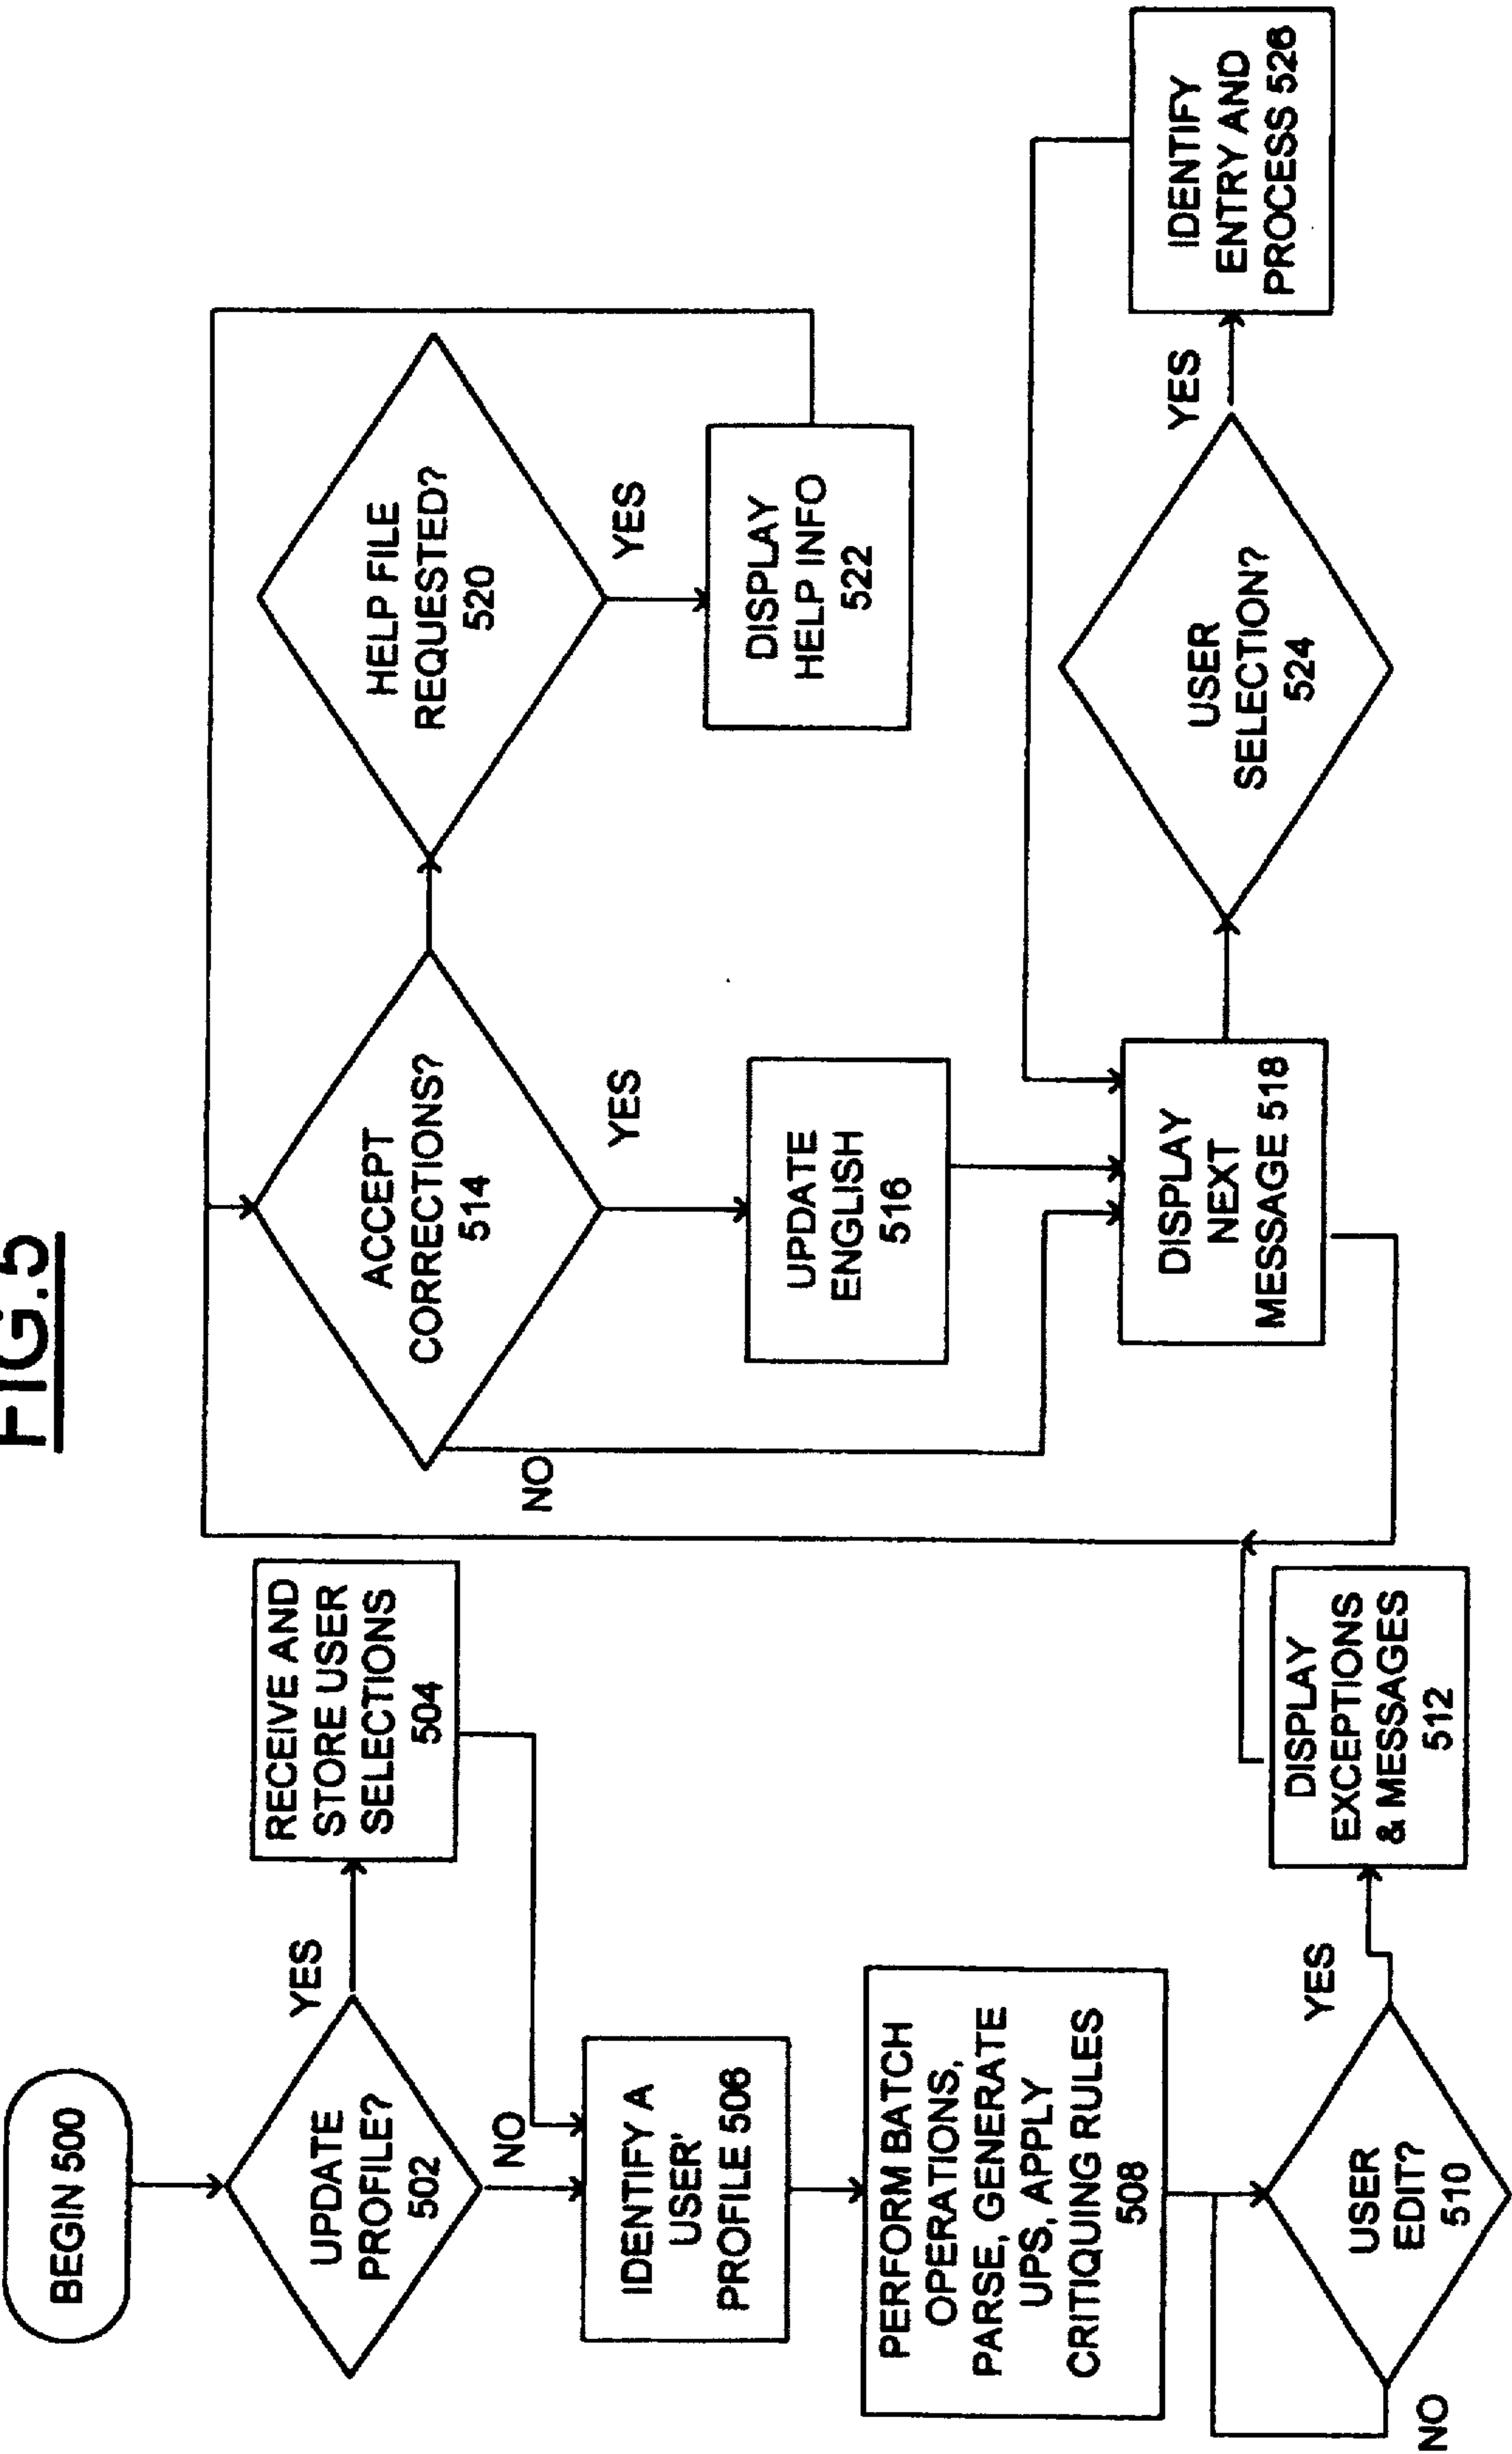 FIG.5
BEGIN 500
UPDATE
PROFILE?
502
YES
NO
RECEIVE AND
STORE USER
SELECTIONS
504
IDENTIFY A
USER'
PROFILE 506
PERFORM BATCH
OPERATIONS,
PARSE, GENERATE
UPS, APPLY
CRITIQUING RULES
508
USER
EDIT?
510
YES
NO
DISPLAY
EXCEPTIONS
& MESSAGES
512
ACCEPT
CORRECTIONS?
514
YES
NO
UPDATE
ENGLISH
516
DISPLAY
NEXT
MESSAGE 518
HELP FILE
REQUESTED?
520
YES
DISPLAY
HELP INFO
522
USER
SELECTION?
524
YES
IDENTIFY
ENTRY AND
PROCESS 526